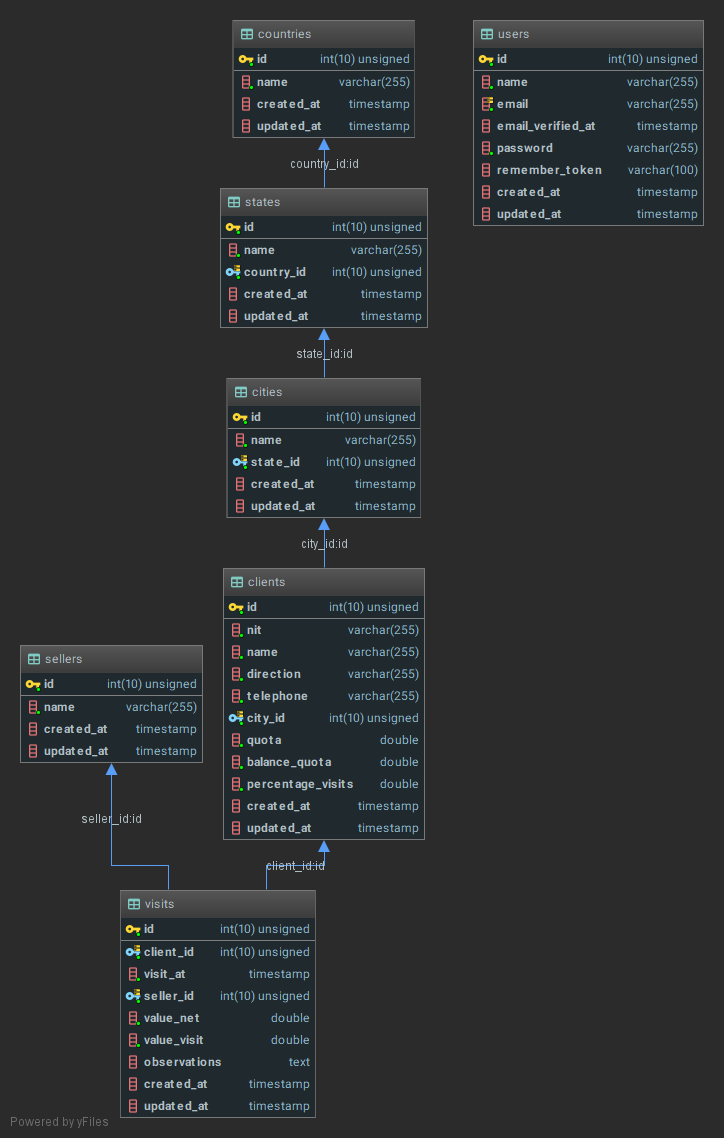 countries
id int(10) unsigned
name varchar(255)
created_at timestamp
updated_at timestamp
users
id int(10) unsigned
name varchar(255)
email varchar(255)
email_verified_at timestamp
password varchar(255)
remember_token varchar(100)
created_at timestamp
updated_at timestamp
country_id:id
states
id int(10) unsigned
name varchar(255)
country_id int(10) unsigned
created_at timestamp
updated_at timestamp
state_id:id
cities
id int(10) unsigned
name varchar(255)
state_id int(10) unsigned
created_at timestamp
updated_at timestamp
city_id:id
clients
id int(10) unsigned
nit varchar(255)
name varchar(255)
direction varchar(255)
telephone varchar(255)
city_id int(10) unsigned
quota double
balance_quota double
percentage_visits double
created_at timestamp
updated_at timestamp
sellers
id int(10) unsigned
name varchar(255)
created_at timestamp
updated_at timestamp
seller_id:id
client_id:id
visits
id int(10) unsigned
client_id int(10) unsigned
visit_at timestamp
seller_id int(10) unsigned
value_net double
value_visit double
observations text
created_at timestamp
updated_at timestamp
Powered by yFiles